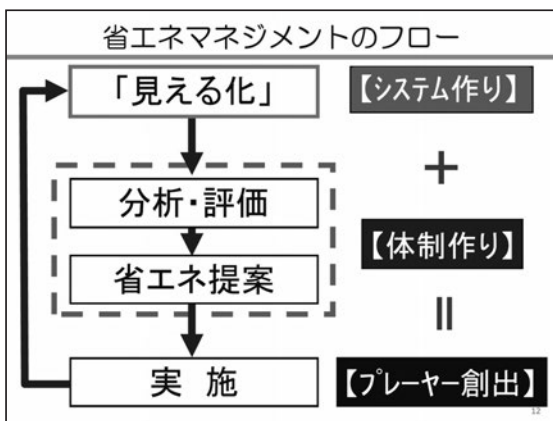 省エネマネジメントのフロー
「見える化」
【システム作り】
+
分析・評価
【体制作り】
省エネ提案
=
実 施
【プレーヤー創出】
12